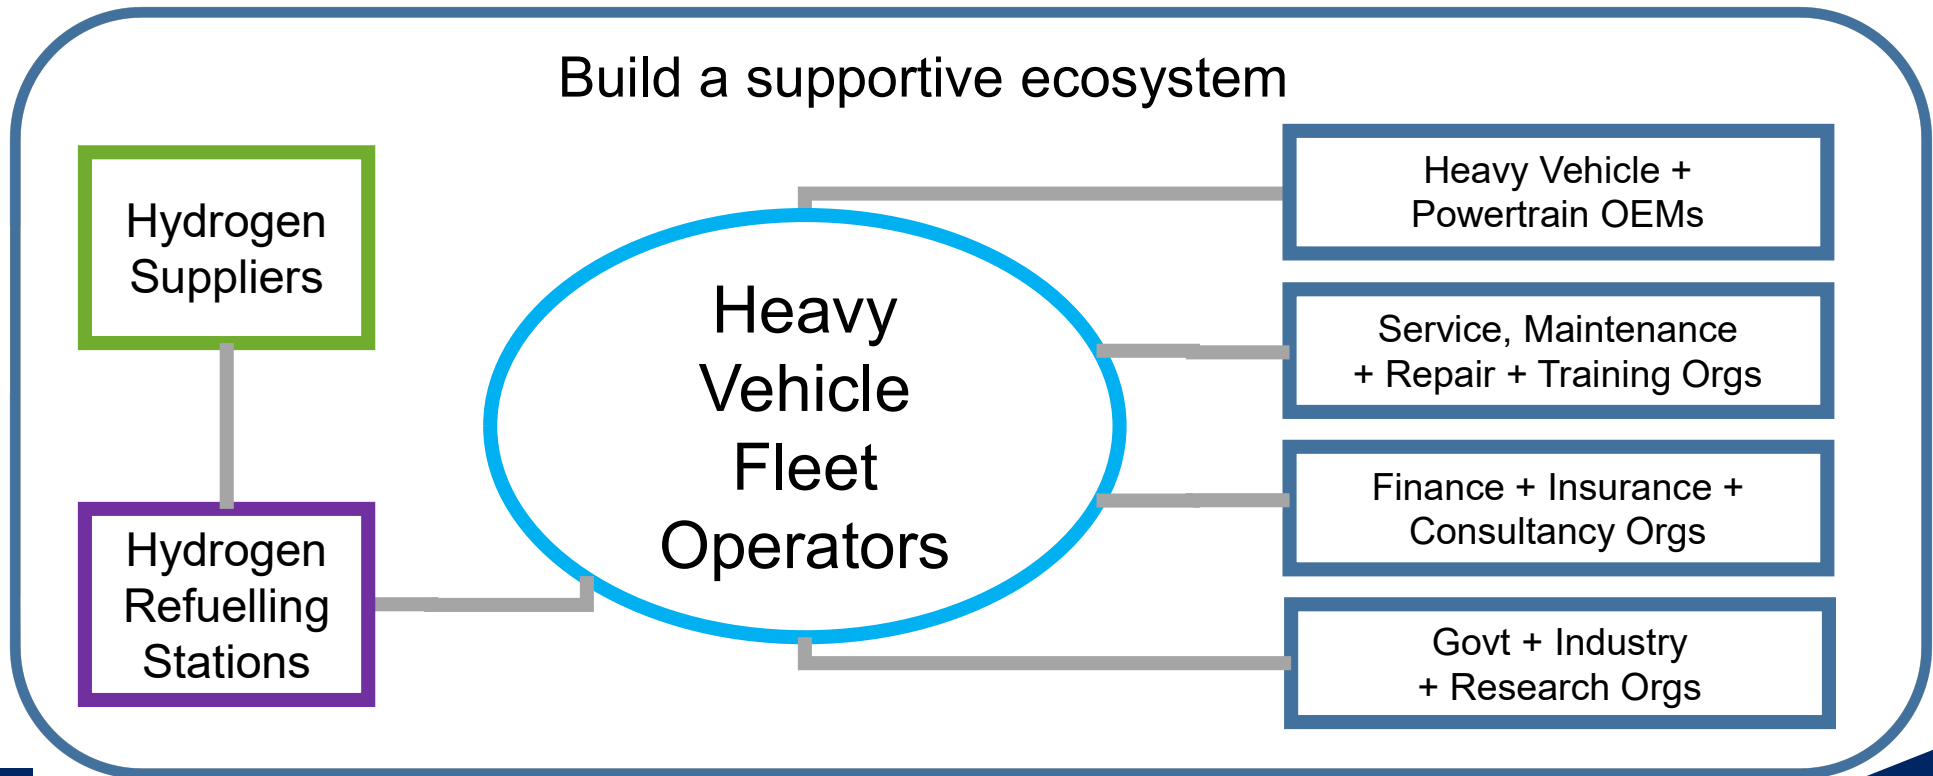 Build a supportive ecosystem
Hydrogen
Suppliers
Hydrogen
Refuelling
Stations
Heavy
Vehicle
Fleet
Operators
Heavy Vehicle +
Powertrain OEMs
Service, Maintenance
+ Repair + Training Orgs
Finance + Insurance +
Consultancy Orgs
Govt + Industry
+ Research Orgs